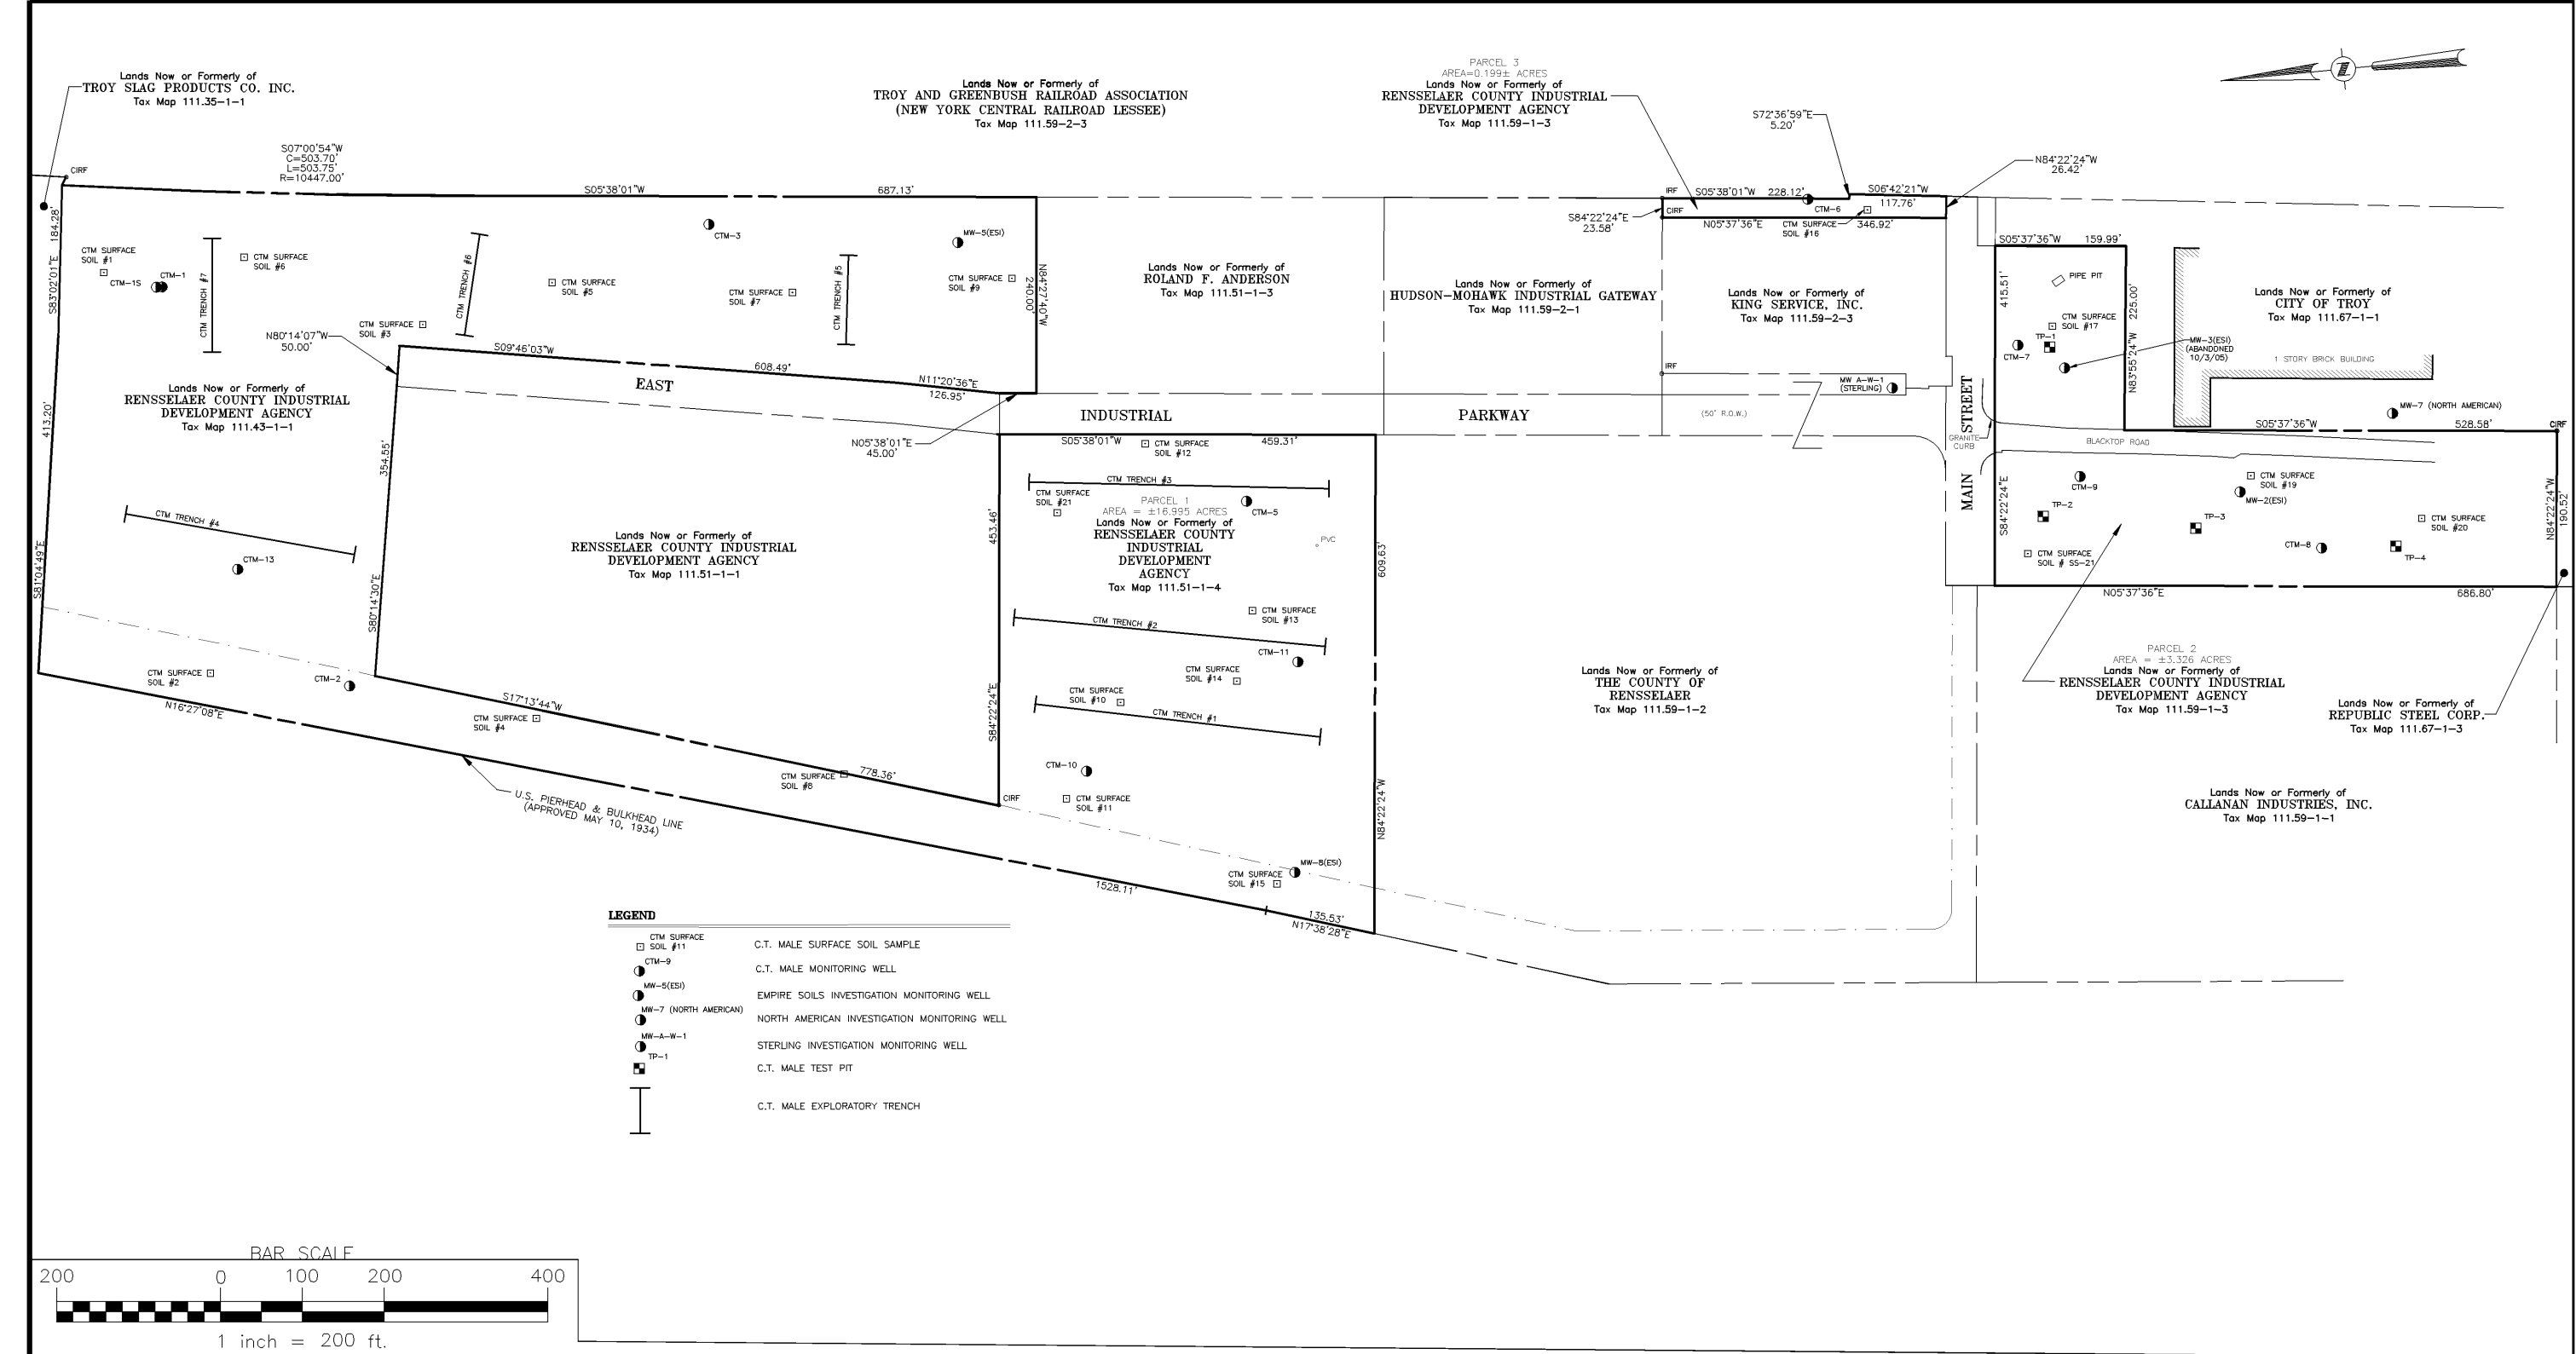 Lands Now or Formerly of
TROY SLAG PRODUCTS CO. INC.
Tax Map 111.35-1-1
Lands Now or Formerly of
TROY AND GREENBUSH RAILROAD ASSOCIATION
(NEW YORK CENTRAL RAILROAD LESSEE)
Tax Map 111.59-2-3
PARCEL 3
AREA=0.199± ACRES
Lands Now or Formerly of
RENSSELAER COUNTY INDUSTRIAL
DEVELOPMENT AGENCY
Tax Map 111.59-1-3
S72°36'59"E
5.20'
N84°22'24"W
26.42'
Z
S07°00'54"W
C=503.70'
L=503.75'
R=10447.00'
CIRF
S05°38'01"W
687.13'
IRF
S05°38'01"W 228.12'
S06°42'21"W
117.76'
CTM-6
CIRF
S84°22'24"E
23.58'
N05°37'36"E
CTM SURFACE
SOIL #16
346.92'
184.28'
S83°02'01"E
CTM SURFACE
SOIL #1
CTM-1S
CTM-1
CTM TRENCH #7
CTM SURFACE
SOIL #6
CTM TRENCH #6
CTM-3
CTM SURFACE
SOIL #5
CTM SURFACE
SOIL #7
CTM TRENCH #5
MW-5(ESI)
CTM SURFACE
SOIL #9
N84°27'40"W
240.00'
CTM SURFACE
SOIL #3
N80°14'07"W
50.00'
Lands Now or Formerly of
ROLAND F. ANDERSON
Tax Map 111.51-1-3
Lands Now or Formerly of
HUDSON-MOHAWK INDUSTRIAL GATEWAY
Tax Map 111.59-2-1
Lands Now or Formerly of
KING SERVICE, INC.
Tax Map 111.59-2-3
S05°37'36"W 159.99'
415.51'
PIPE PIT
CTM SURFACE
SOIL #17
TP-1
CTM-7
225.00'
N83°55'24"W
MW-3(ESI)
(ABANDONED
10/3/05)
Lands Now or Formerly of
CITY OF TROY
Tax Map 111.67-1-1
1 STORY BRICK BUILDING
S09°46'03"W
608.49'
N11°20'36"E
126.95'
EAST
INDUSTRIAL
PARKWAY
(50' R.O.W.)
IRF
MW A-W-1
(STERLING)
MAIN STREET
GRANITE
CURB
BLACKTOP ROAD
MW-7 (NORTH AMERICAN)
S05°37'36"W
528.58'
CIRF
Lands Now or Formerly of
RENSSELAER COUNTY INDUSTRIAL
DEVELOPMENT AGENCY
Tax Map 111.43-1-1
413.20'
S81°04'49"E
354.55'
S80°14'30"E
N05°38'01"E
45.00'
S05°38'01"W
459.31'
CTM SURFACE
SOIL #12
CTM TRENCH #3
CTM SURFACE
SOIL #21
PARCEL 1
AREA = ±16.995 ACRES
Lands Now or Formerly of
RENSSELAER COUNTY
INDUSTRIAL
DEVELOPMENT
AGENCY
Tax Map 111.51-1-4
CTM-5
PVC
453.46'
609.63'
CTM TRENCH #4
CTM-13
Lands Now or Formerly of
RENSSELAER COUNTY INDUSTRIAL
DEVELOPMENT AGENCY
Tax Map 111.51-1-1
S84°22'24"E
CTM-9
TP-2
CTM SURFACE
SOIL #19
MW-2(ESI)
TP-3
CTM SURFACE
SOIL #20
CTM-8
TP-4
CTM SURFACE
SOIL # SS-21
N84°22'24"W
190.52'
N05°37'36"E
686.80'
CTM SURFACE
SOIL #13
CTM TRENCH #2
CTM-11
CTM SURFACE
SOIL #14
CTM SURFACE
SOIL #10
CTM TRENCH #1
S84°22'24"E
CTM-10
CTM SURFACE
SOIL #11
CIRF
N84°22'24"W
MW-8(ESI)
CTM SURFACE
SOIL #15
CTM SURFACE
SOIL #2
CTM-2
N16°27'08"E
S17°13'44"W
CTM SURFACE
SOIL #4
CTM SURFACE
SOIL #8
778.36'
U.S. PIERHEAD & BULKHEAD LINE
(APPROVED MAY 10, 1934)
1528.11'
135.53'
N17°38'28"E
Lands Now or Formerly of
THE COUNTY OF
RENSSELAER
Tax Map 111.59-1-2
PARCEL 2
AREA = ±3.326 ACRES
Lands Now or Formerly of
RENSSELAER COUNTY INDUSTRIAL
DEVELOPMENT AGENCY
Tax Map 111.59-1-3
Lands Now or Formerly of
REPUBLIC STEEL CORP.
Tax Map 111.67-1-3
Lands Now or Formerly of
CALLANAN INDUSTRIES, INC.
Tax Map 111.59-1-1
LEGEND
CTM SURFACE
SOIL #11
C.T. MALE SURFACE SOIL SAMPLE
CTM-9
C.T. MALE MONITORING WELL
MW-5(ESI)
EMPIRE SOILS INVESTIGATION MONITORING WELL
MW-7 (NORTH AMERICAN)
NORTH AMERICAN INVESTIGATION MONITORING WELL
MW-A-W-1
STERLING INVESTIGATION MONITORING WELL
TP-1
C.T. MALE TEST PIT
C.T. MALE EXPLORATORY TRENCH
BAR SCALE
200 0 100 200 400
1 inch = 200 ft.